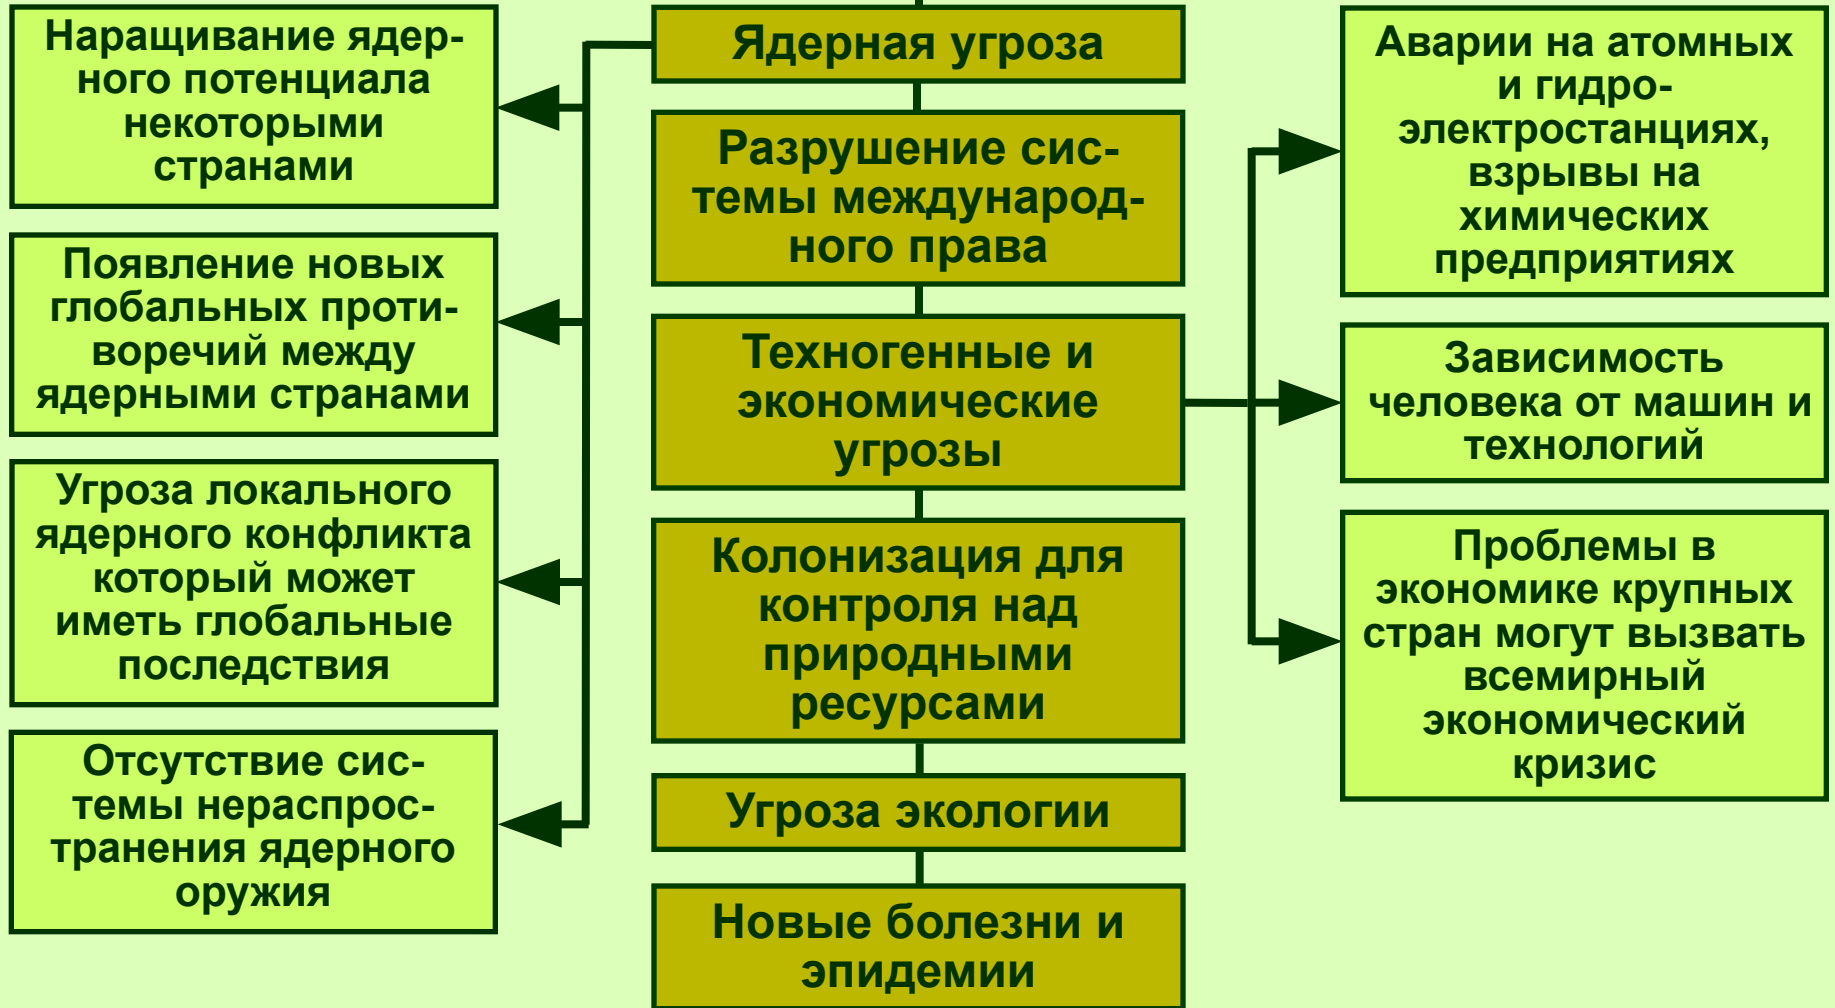 Наращивание ядер-
ного потенциала
некоторыми
странами
Появление новых
глобальных проти-
воречий между
ядерными странами
Угроза локального
ядерного конфликта
который может
иметь глобальные
последствия
Отсутствие сис-
темы нераспрос-
транения ядерного
оружия
Ядерная угроза
Разрушение сис-
темы международ-
ного права
Техногенные и
экономические
угрозы
Колонизация для
контроля над
природными
ресурсами
Угроза экологии
Новые болезни и
эпидемии
Аварии на атомных
и гидро-
электростанциях,
взрывы на
химических
предприятиях
Зависимость
человека от машин и
технологий
Проблемы в
экономике крупных
стран могут вызвать
всемирный
экономический
кризис